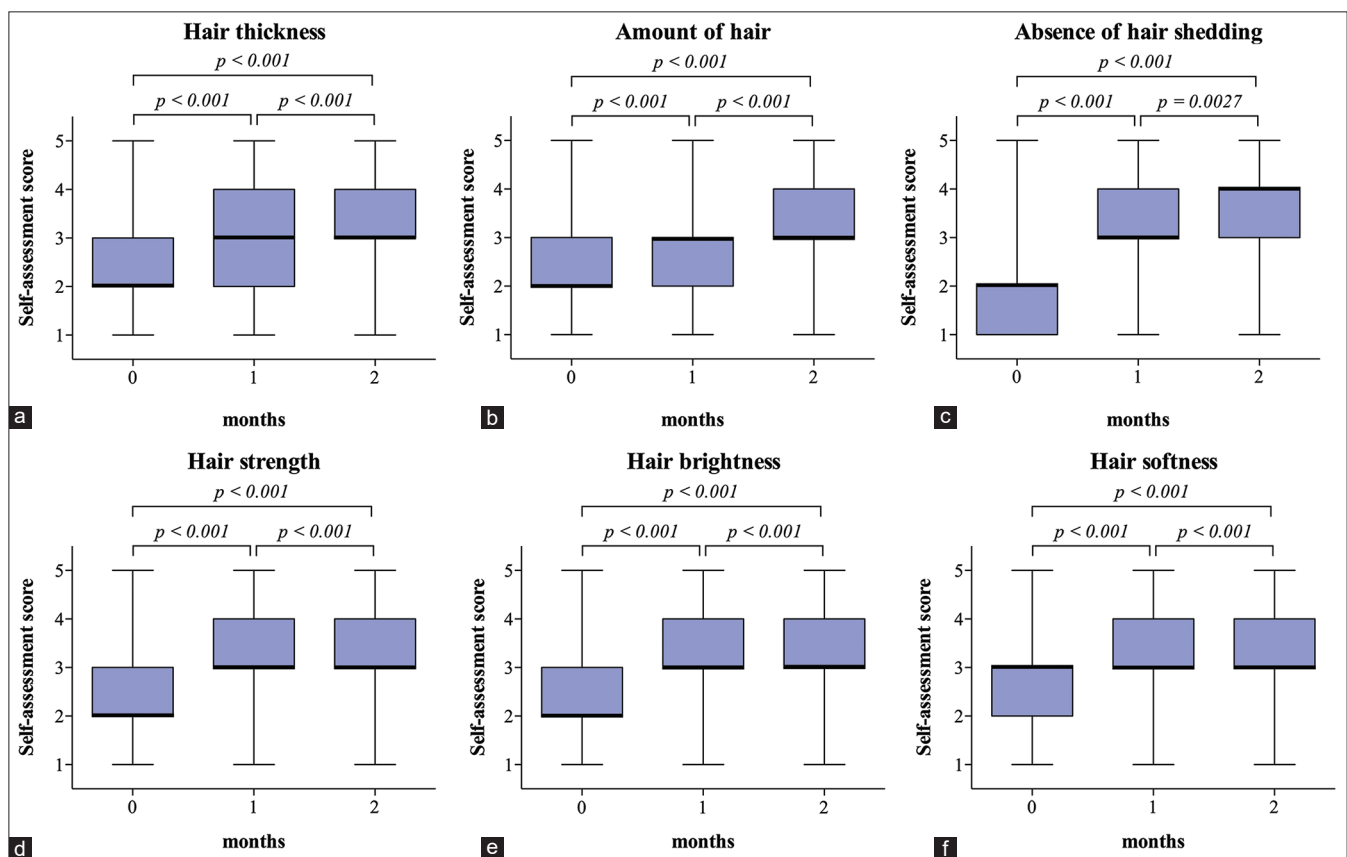 Hair thickness
p < 0.001
p < 0.001 p < 0.001
Self-assessment score
5
4
3
2
1
0 1 2
months
a
Amount of hair
p < 0.001
p < 0.001 p < 0.001
Self-assessment score
5
4
3
2
1
0 1 2
months
b
Absence of hair shedding
p < 0.001
p < 0.001 p = 0.0027
Self-assessment score
5
4
3
2
1
0 1 2
months
c
Hair strength
p < 0.001
p < 0.001 p < 0.001
Self-assessment score
5
4
3
2
1
0 1 2
months
d
Hair brightness
p < 0.001
p < 0.001 p < 0.001
Self-assessment score
5
4
3
2
1
0 1 2
months
e
Hair softness
p < 0.001
p < 0.001 p < 0.001
Self-assessment score
5
4
3
2
1
0 1 2
months
f